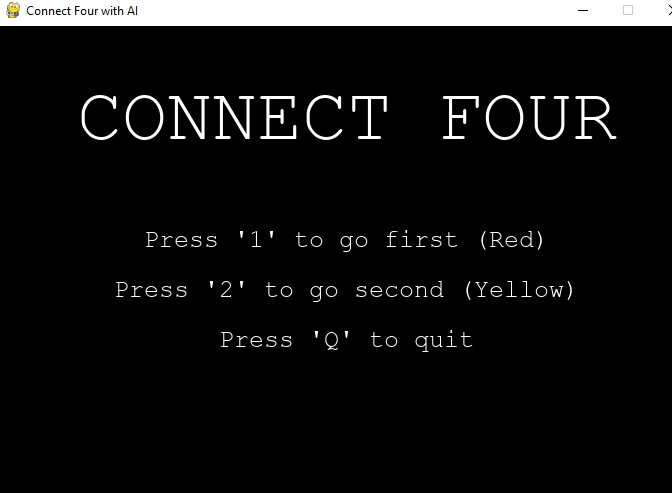 Connect Four with AI
CONNECT FOUR
Press '1' to go first (Red)
Press '2' to go second (Yellow)
Press 'Q' to quit